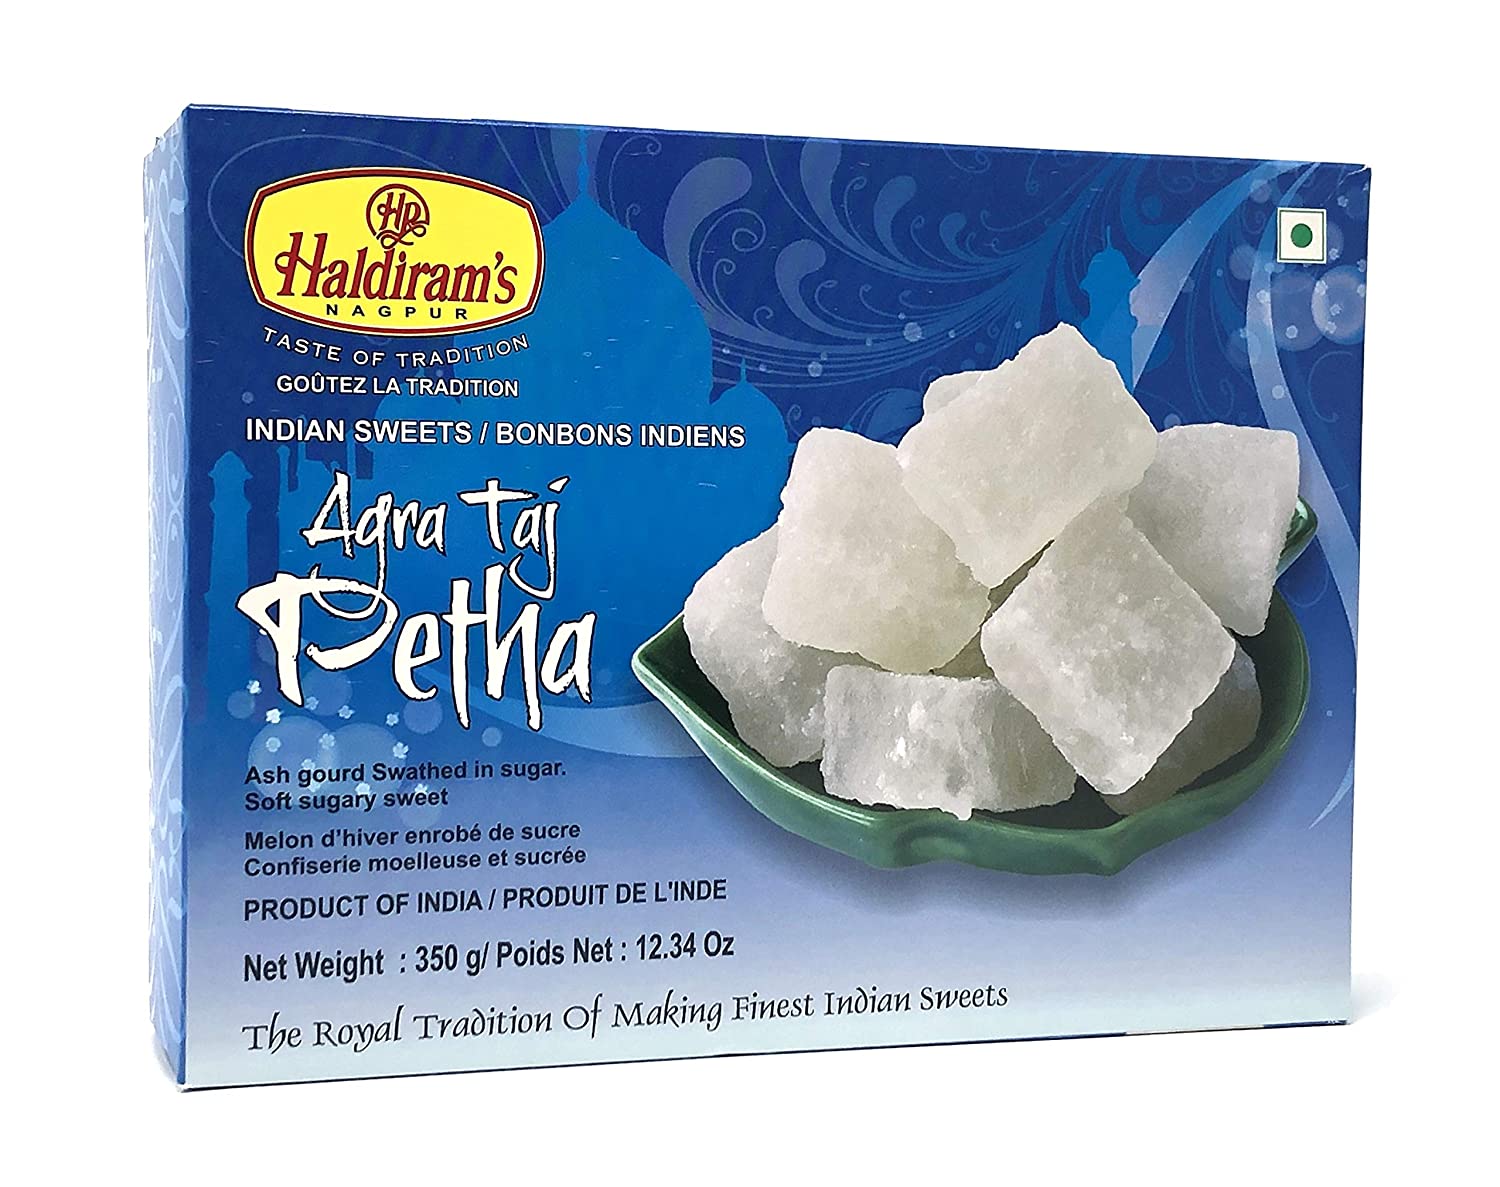 HR
Haldiram's
NAGPUR
TASTE OF TRADITION
GOÛTEZ LA TRADITION
INDIAN SWEETS / BONBONS INDIENS
Agra Taj
Petha
Ash gourd Swathed in sugar.
Soft sugary sweet
Melon d'hiver enrobé de sucre
Confiserie moelleuse et sucrée
PRODUCT OF INDIA / PRODUIT DE L'INDE
Net Weight : 350 g/ Poids Net : 12.34 Oz
The Royal Tradition Of Making Finest Indian Sweets